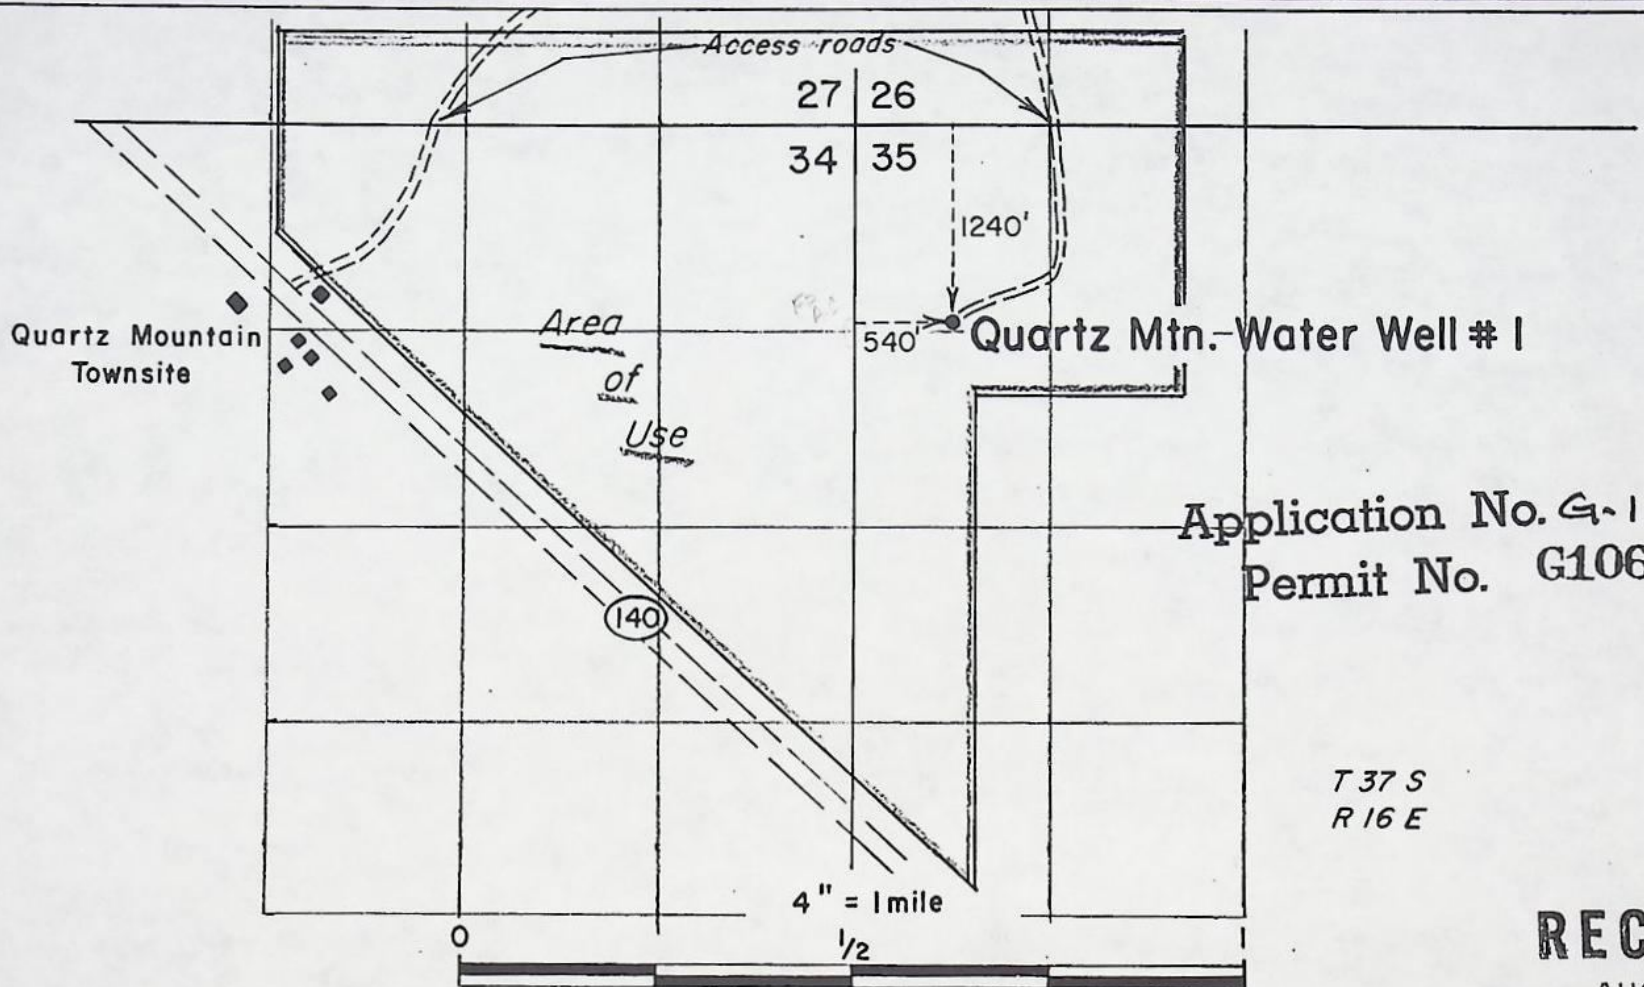 Access roads
27 26
34 35
1240'
540'
Quartz Mtn.-Water Well # 1
Quartz Mountain
Townsite
Area
of
Use
Application No. G-1
Permit No. G106
140
T 37 S
R 16 E
4" = 1 mile
REC
0 1/2 1